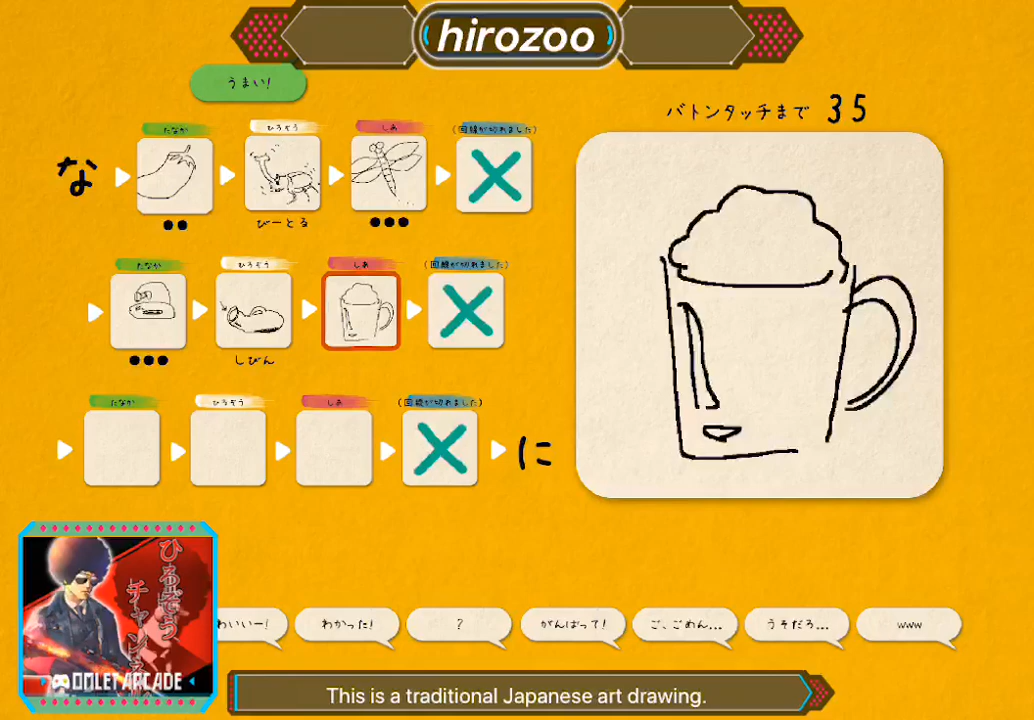 hirozoo
うまい!
バトンタッチまで 35
たなか
ひろぞう
しあ
(回線が切れました)
な
びーとる
たなか
ひろぞう
しあ
(回線が切れました)
しびん
たなか
ひろぞう
しあ
(回線が切れました)
に
ひろぞう
チャンネル
OOLET ARCADE
わいいー!
わかった!
?
がんばって!
ご、ごめん...
うそだろ...
www
This is a traditional Japanese art drawing.